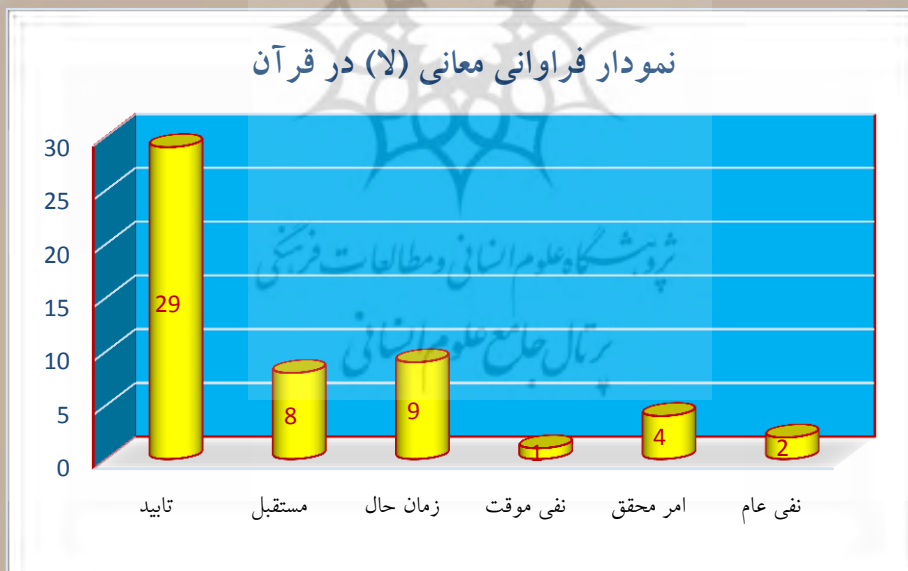 نمودار فراوانی معانی (لا) در قرآن
30
25
20
15
10
5
0
29
8
9
1
4
2
تابید
مستقبل
زمان حال
نفی موقت
امر محقق
نفی عام
پژوهشگاه علوم انسانی و مطالعات فرهنگی
پرتال جامع علوم انسانی